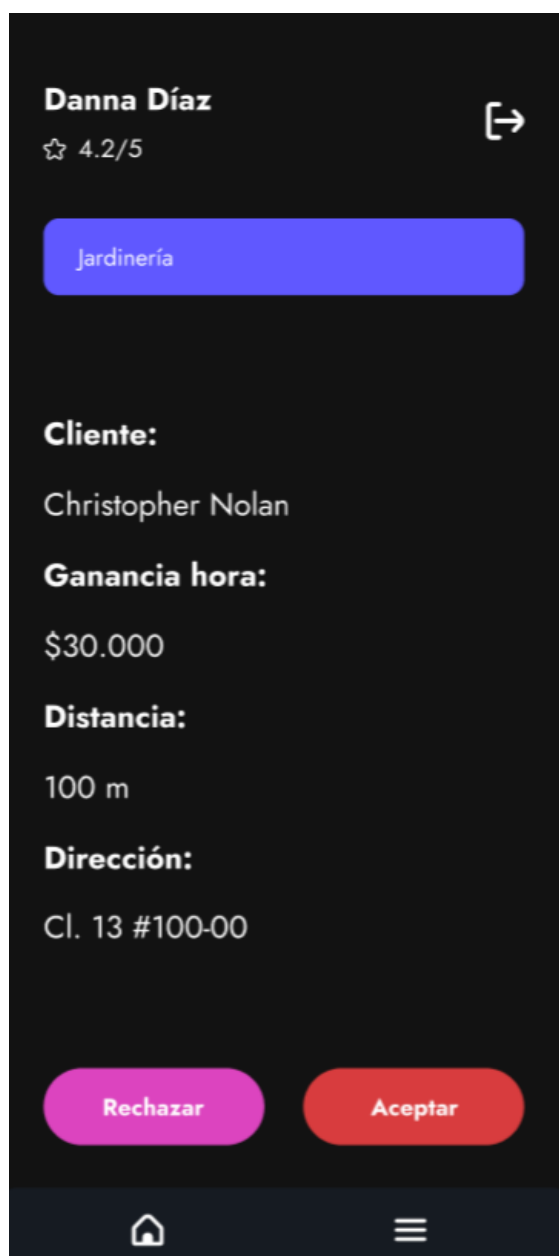 Danna Díaz
4.2/5
Jardinería
Cliente:
Christopher Nolan
Ganancia hora:
$30.000
Distancia:
100 m
Dirección:
Cl. 13 #100-00
Rechazar
Aceptar